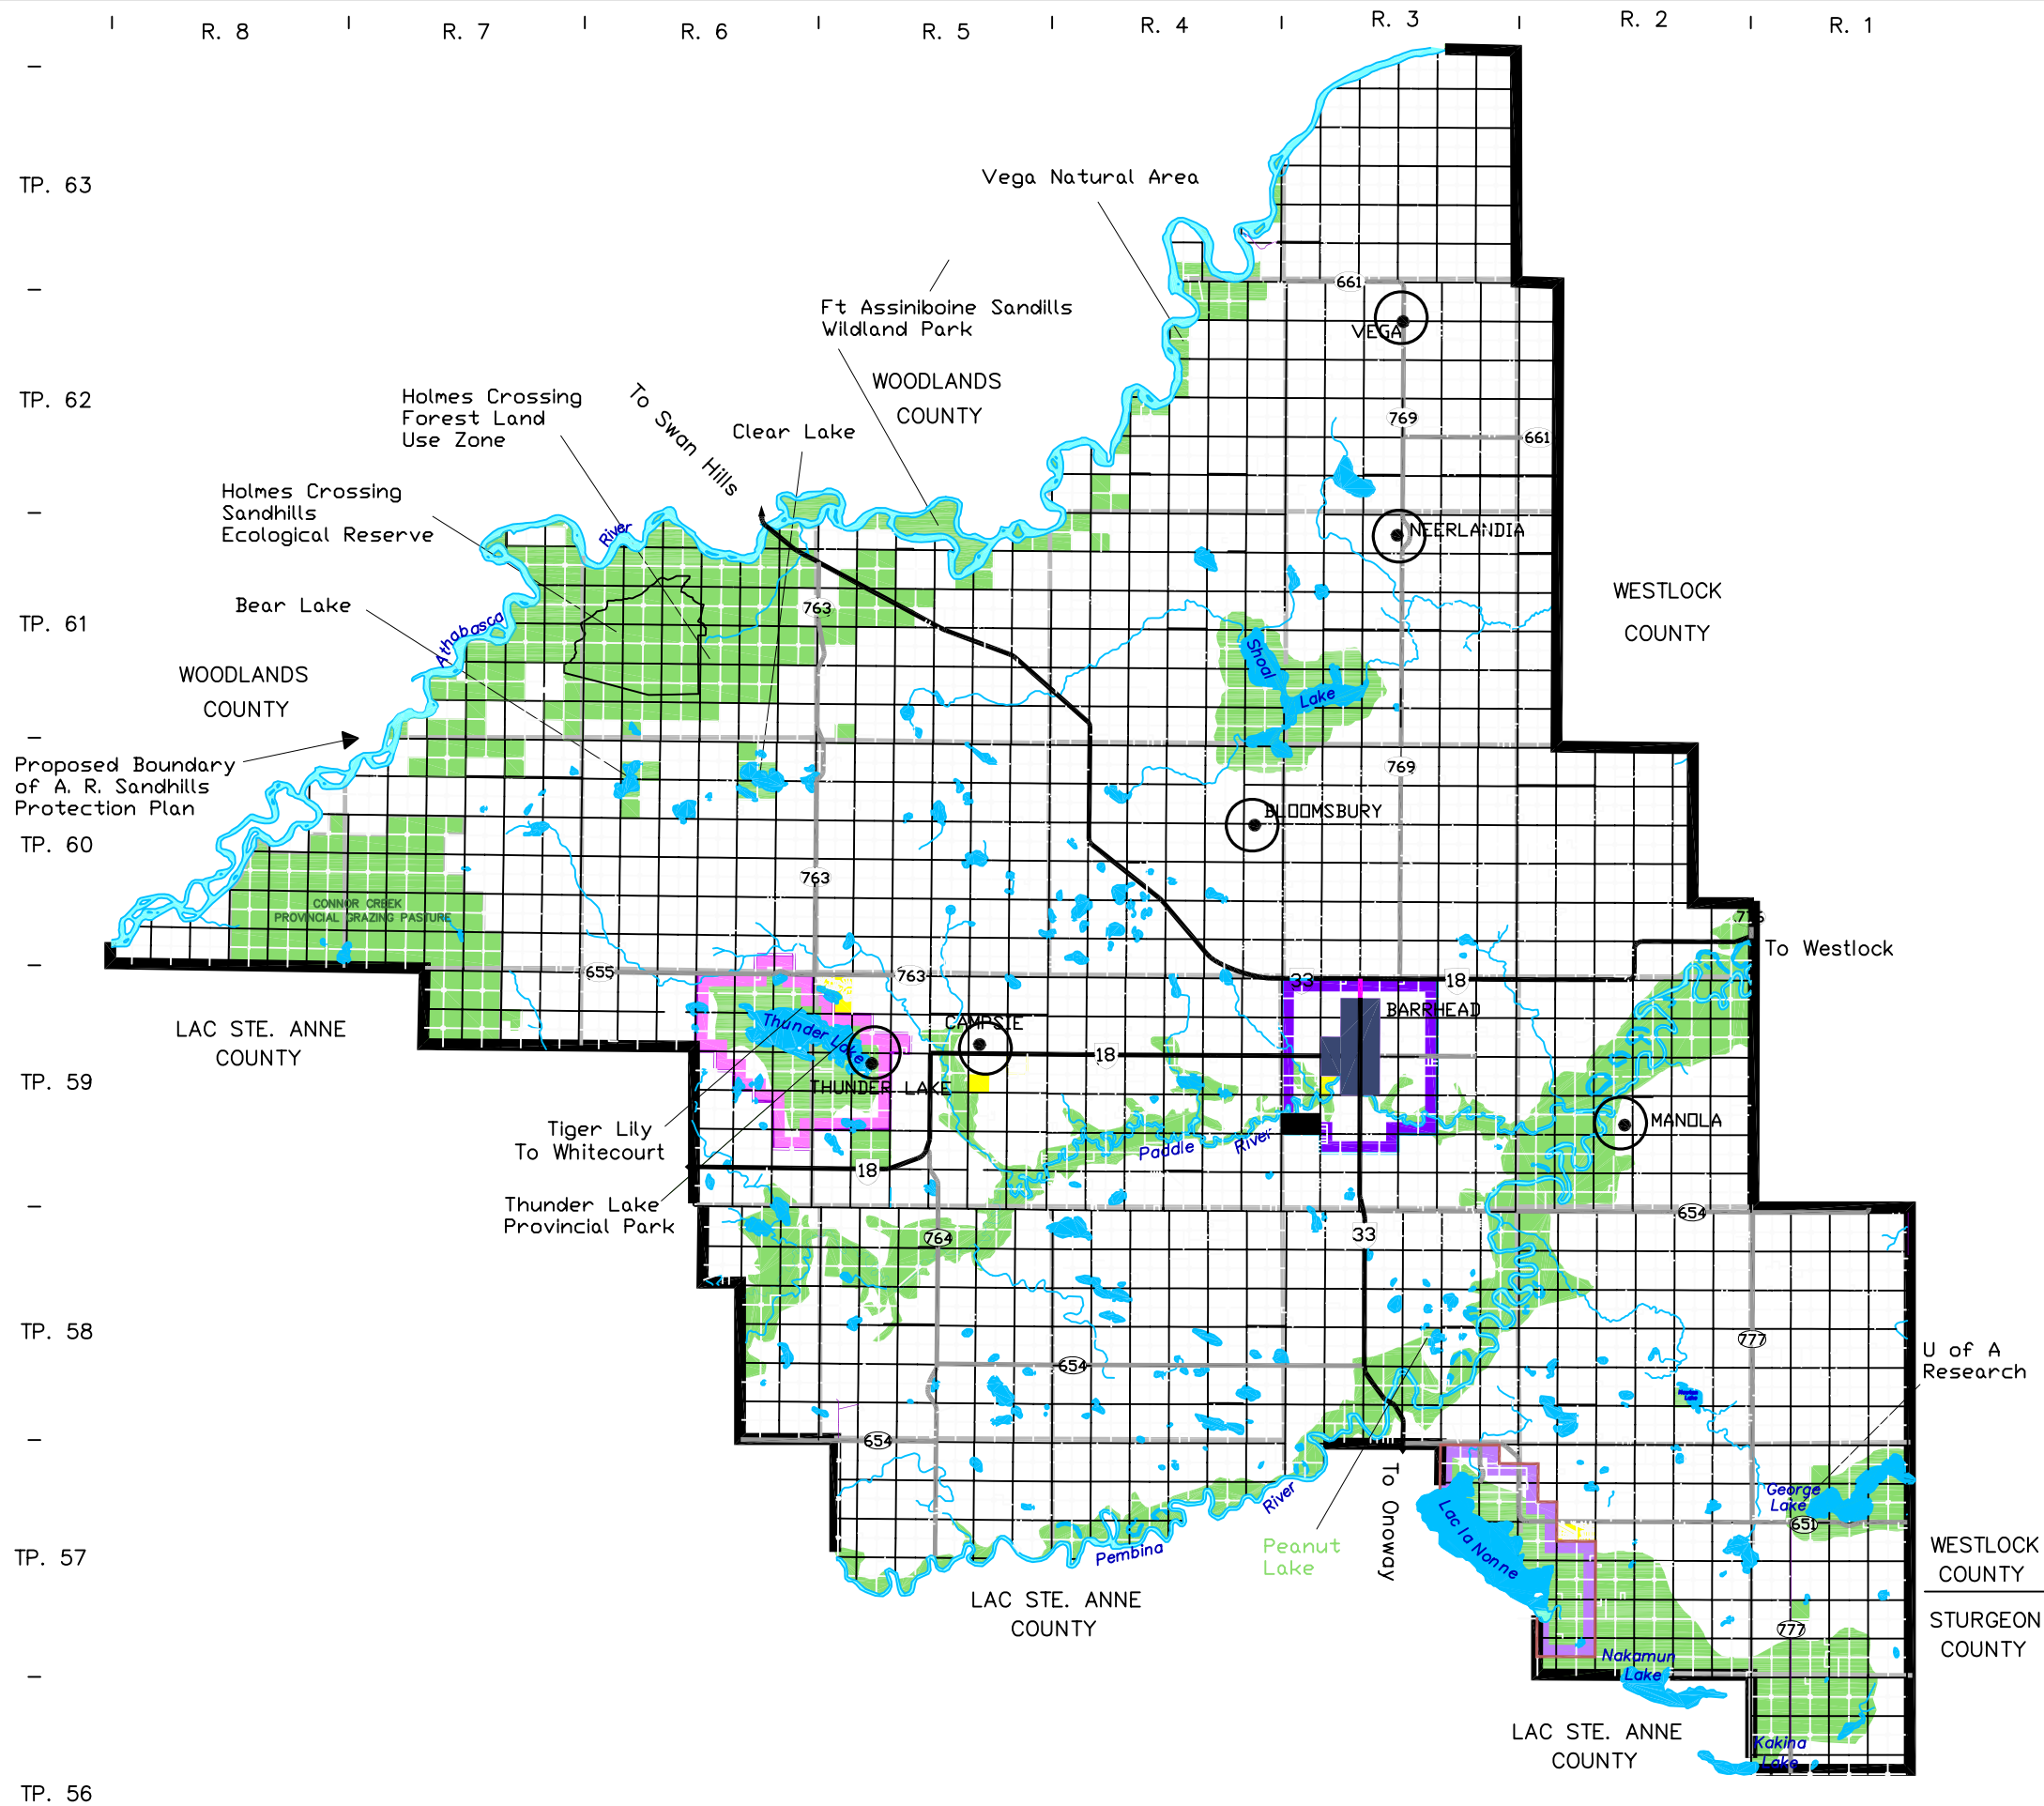 R. 8
R. 7
R. 6
R. 5
R. 4
R. 3
R. 2
R. 1
TP. 63
Vega Natural Area
661
Ft Assiniboine Sandills
Wildland Park
VEGA
WOODLANDS
COUNTY
TP. 62
Holmes Crossing
Forest Land
Use Zone
To Swan Hills
Clear Lake
769
661
Holmes Crossing
Sandhills
Ecological Reserve
River
NEERLANDIA
WESTLOCK
COUNTY
Bear Lake
763
TP. 61
Athabasca
Shoal
Lake
WOODLANDS
COUNTY
Proposed Boundary
of A. R. Sandhills
Protection Plan
769
BLOOMSBURY
TP. 60
763
CONNOR CREEK
PROVINCIAL GRAZING PASTURE
To Westlock
655
763
33
18
BARRHEAD
LAC STE. ANNE
COUNTY
Thunder Lake
CAMPSIE
18
TP. 59
THUNDER LAKE
Tiger Lily
To Whitecourt
MANOLA
Paddle
River
18
Thunder Lake
Provincial Park
654
764
33
TP. 58
777
U of A
Research
654
654
To Onoway
George
Lake
651
River
Lac la Nonne
Peanut
Lake
Pembina
TP. 57
WESTLOCK
COUNTY
LAC STE. ANNE
COUNTY
STURGEON
COUNTY
777
Nakamun
Lake
LAC STE. ANNE
COUNTY
Kakina
Lake
TP. 56